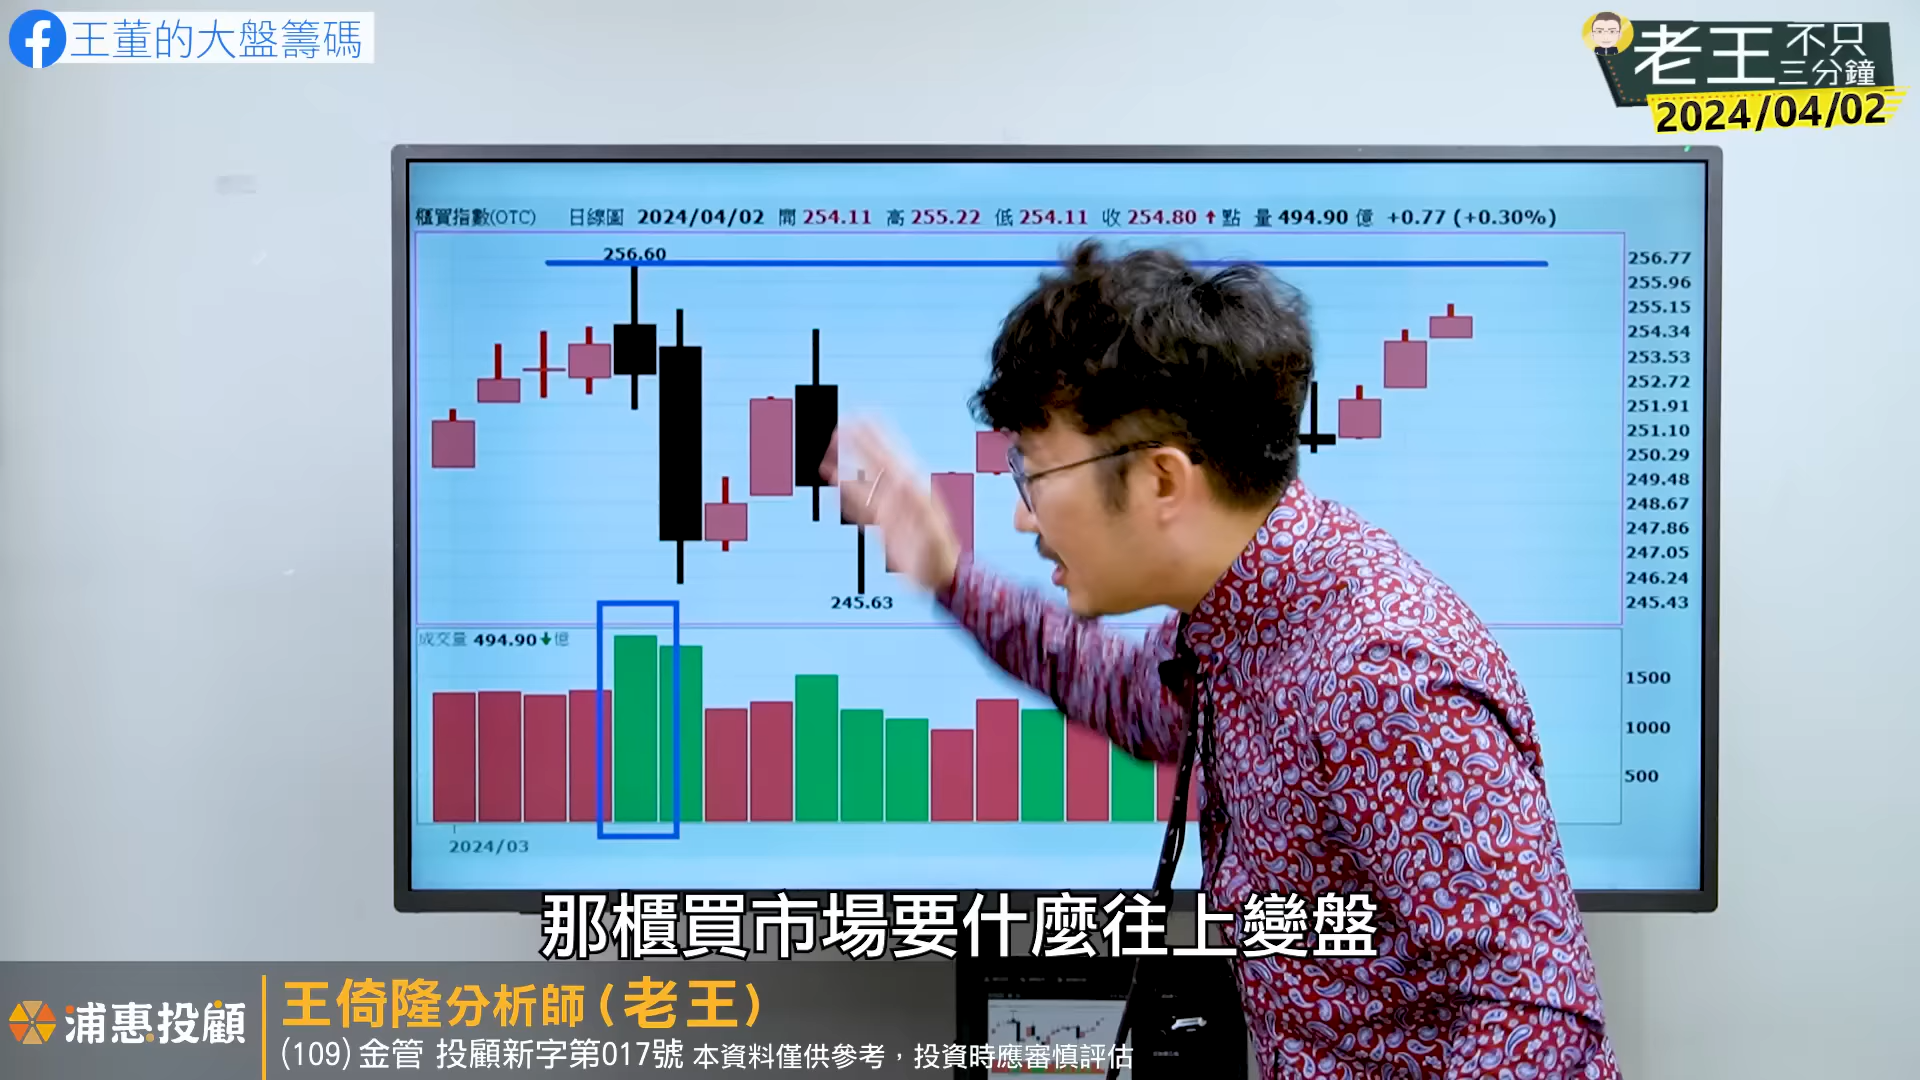 王董的大盤籌碼
老王不只三分鐘
2024/04/02
櫃買指數(OTC) 日線圖 2024/04/02 開 254.11 高 255.22 低 254.11 收 254.80 ↑ 點 量 494.90 億 +0.77 (+0.30%)
256.60
256.77
255.96
255.15
254.34
253.53
252.72
251.91
251.10
250.29
249.48
248.67
247.86
247.05
246.24
245.43
245.63
成交量 494.90 ↓ 億
1500
1000
500
2024/03
那櫃買市場要什麼往上變盤
浦惠投顧
王倚隆分析師(老王)
(109)金管 投顧新字第017號 本資料僅供參考，投資時應審慎評估